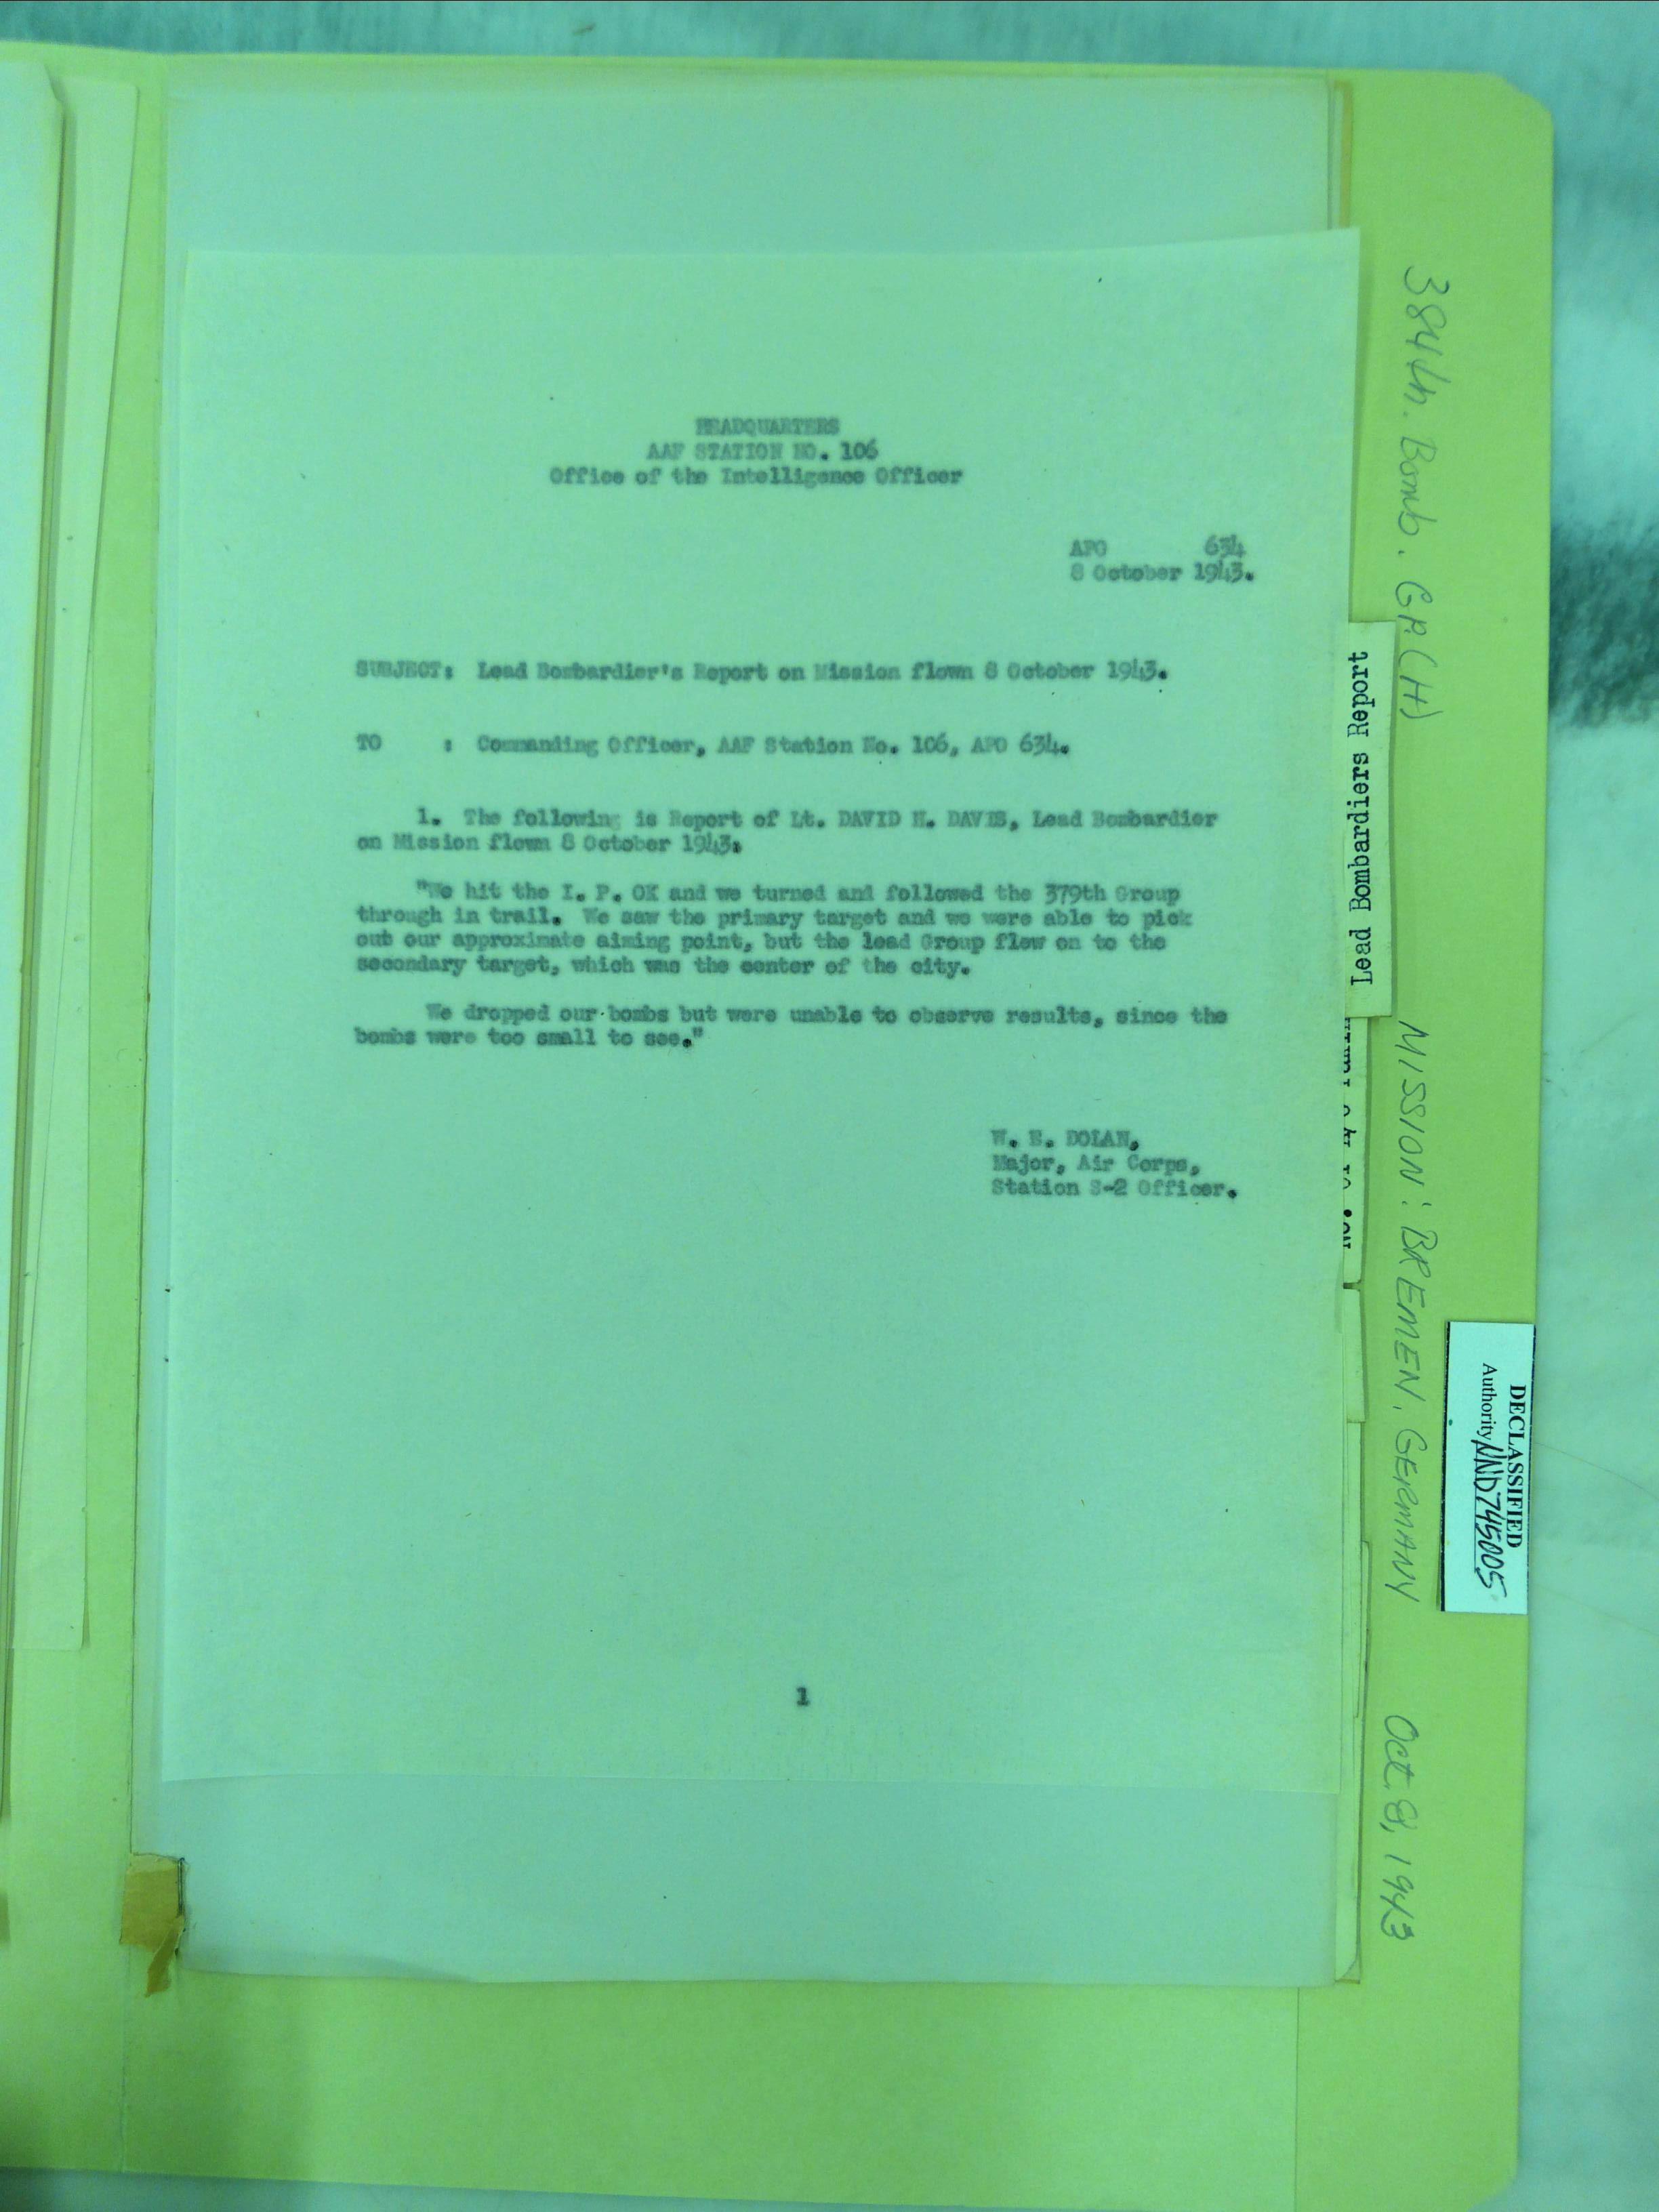 HEADQUARTERS
AAF STATION NO. 106
Office of the Intelligence Officer
APO 634
8 October 1943.
SUBJECT: Lead Bombardier's Report on Mission flown 8 October 1943.
TO : Commanding Officer, AAF Station No. 106, APO 634.
1. The following is Report of Lt. DAVID H. DAVIS, Lead Bombardier
on Mission flown 8 October 1943:
"We hit the I. P. OK and we turned and followed the 379th Group
through in trail. We saw the primary target and we were able to pick
out our approximate aiming point, but the lead Group flew on to the
secondary target, which was the center of the city.
We dropped our bombs but were unable to observe results, since the
bombs were too small to see."
W. E. DOLAN,
Major, Air Corps,
Station S-2 Officer.
1
Lead Bombardiers Report
No. of A/C
384th. Bomb. GP. (H) MISSION: BREMEN, GERMANY Oct 8, 1943
DECLASSIFIED
Authority NND745005